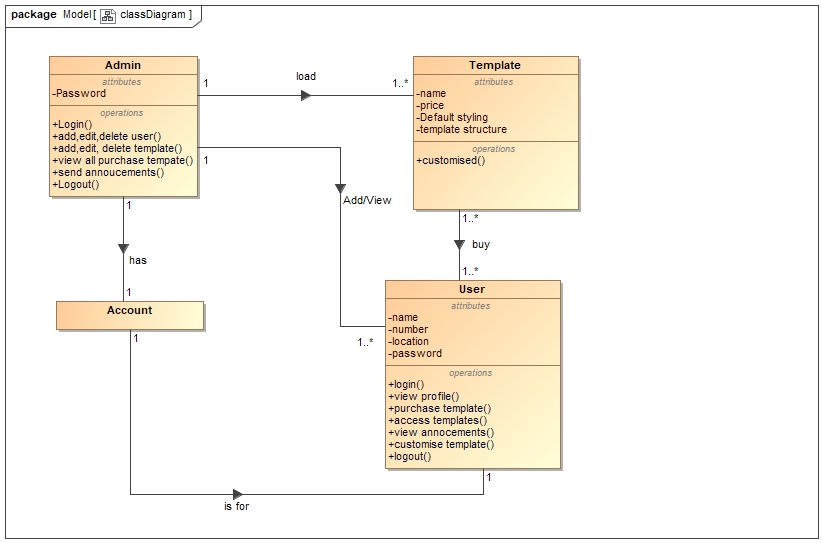 package Model[ classDiagram ]
Admin
attributes
-Password
operations
+Login()
+add,edit,delete user()
+add,edit, delete template()
+view all purchase tempate()
+send annoucements()
+Logout()
1
load
1..*
Template
attributes
-name
-price
-Default styling
-template structure
operations
+customised()
1
Add/View
1..*
1
has
1
Account
1..*
buy
1..*
User
attributes
-name
-number
-location
-password
operations
+login()
+view profile()
+purchase template()
+access templates()
+view annocements()
+customise template()
+logout()
1
is for
1